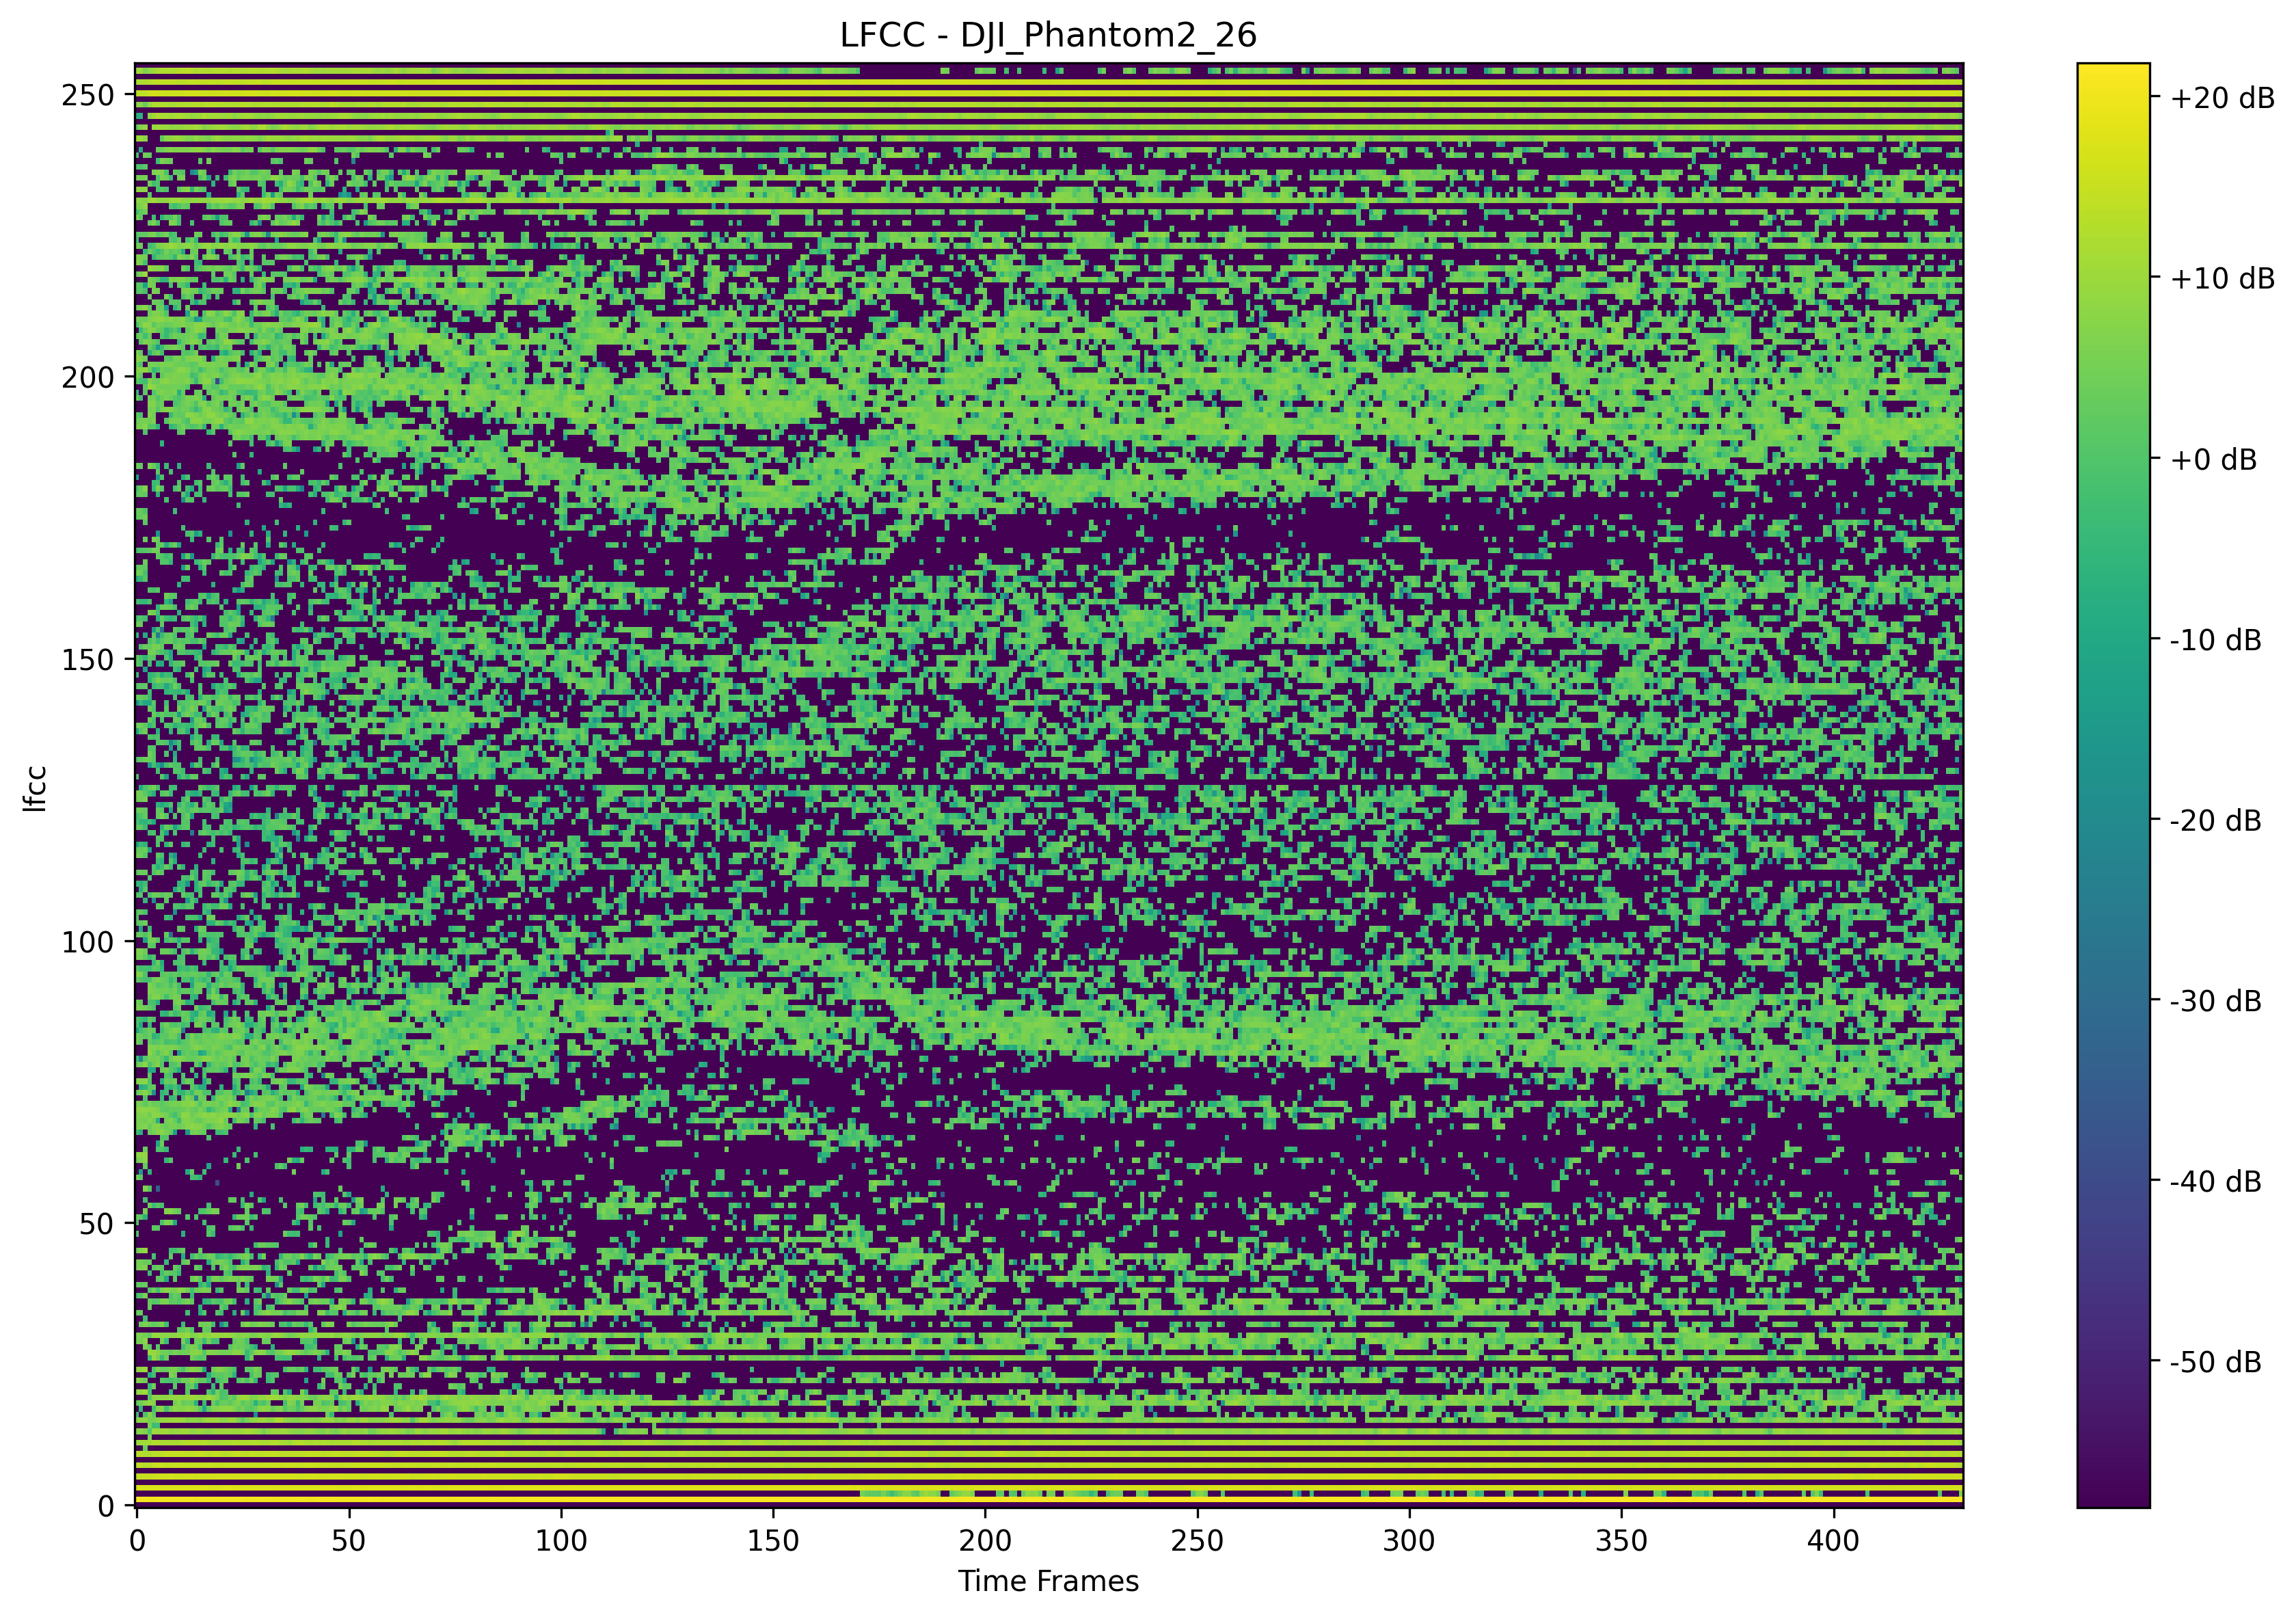 LFCC - DJI_Phantom2_26
250
200
150
100
50
0
lfcc
0 50 100 150 200 250 300 350 400
Time Frames
+20 dB
+10 dB
+0 dB
-10 dB
-20 dB
-30 dB
-40 dB
-50 dB